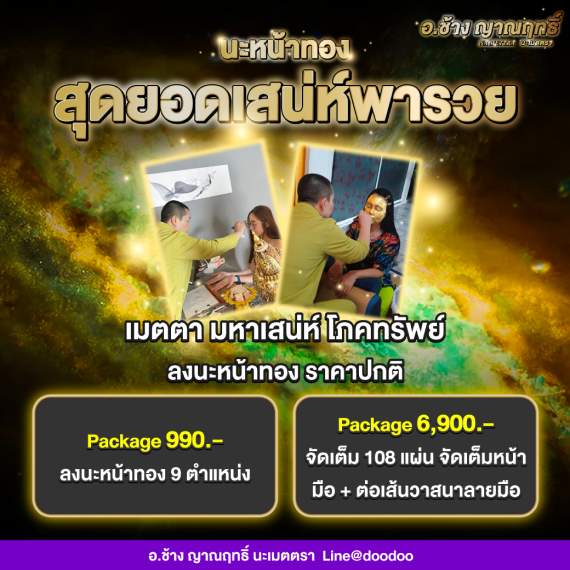 อ.ช้าง ญาณฤทธิ์
นะหน้าทอง
สุดยอดเสน่ห์พารวย
เมตตา มหาเสน่ห์ โภคทรัพย์
ลงนะหน้าทอง ราคาปกติ
Package 990.-
ลงนะหน้าทอง 9 ตำแหน่ง
Package 6,900.-
จัดเต็ม 108 แผ่น จัดเต็มหน้า
มือ + ต่อเส้นวาสนาลายมือ
อ.ช้าง ญาณฤทธิ์ นะเมตตรา Line@doodoo